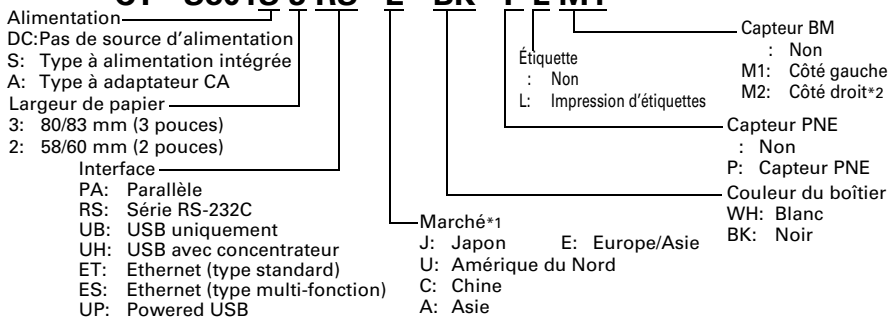 Alimentation
DC:Pas de source d'alimentation
S: Type à alimentation intégrée
A: Type à adaptateur CA
Largeur de papier
3: 80/83 mm (3 pouces)
2: 58/60 mm (2 pouces)
Interface
PA: Parallèle
RS: Série RS-232C
UB: USB uniquement
UH: USB avec concentrateur
ET: Ethernet (type standard)
ES: Ethernet (type multi-fonction)
UP: Powered USB
Marché*1
J: Japon E: Europe/Asie
U: Amérique du Nord
C: Chine
A: Asie
Étiquette
: Non
L: Impression d'étiquettes
Capteur BM
: Non
M1: Côté gauche
M2: Côté droit*2
Capteur PNE
: Non
P: Capteur PNE
Couleur du boîtier
WH: Blanc
BK: Noir